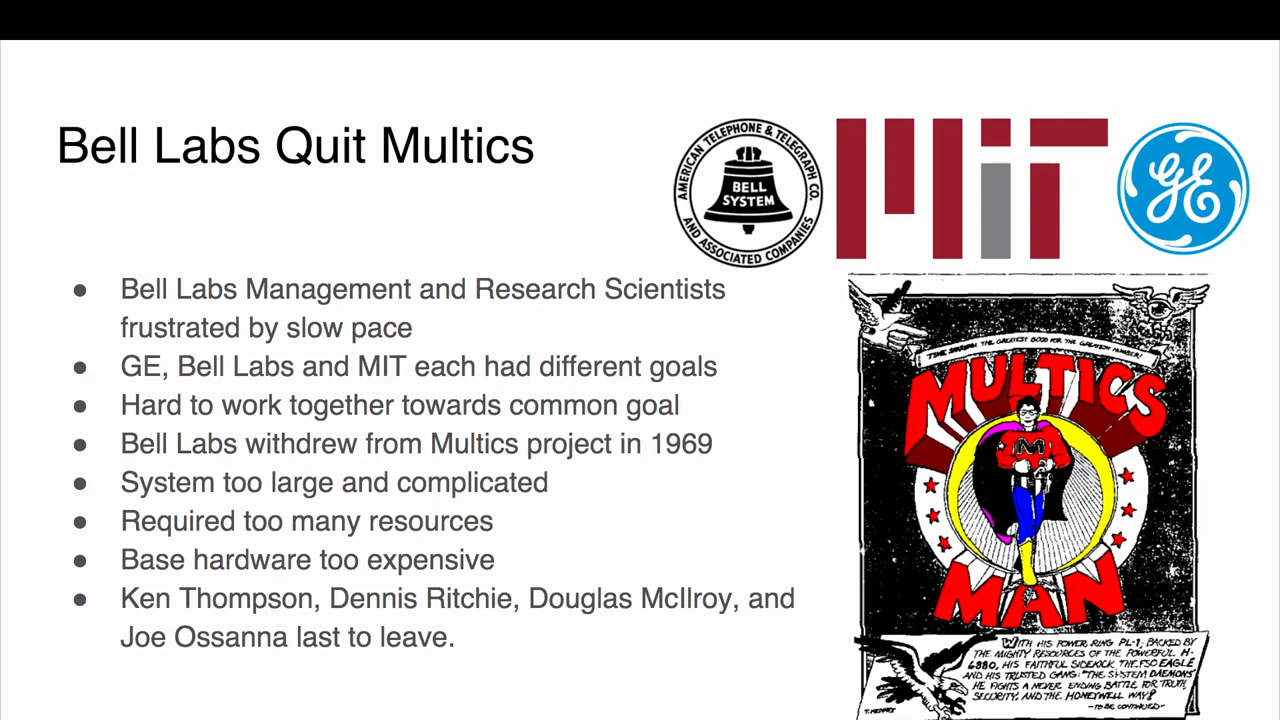 Bell Labs Quit Multics
AMERICAN TELEPHONE & TELEGRAPH CO.
BELL
SYSTEM
AND ASSOCIATED COMPANIES
MIT
GE
● Bell Labs Management and Research Scientists
frustrated by slow pace
● GE, Bell Labs and MIT each had different goals
● Hard to work together towards common goal
● Bell Labs withdrew from Multics project in 1969
● System too large and complicated
● Required too many resources
● Base hardware too expensive
● Ken Thompson, Dennis Ritchie, Douglas McIlroy, and
Joe Ossanna last to leave.
THE GREATEST GOOD FOR THE GREATEST NUMBER!
MULTICS
M
MAN
WITH HIS POWER RING PL-1, BACKED BY
THE MIGHTY RESOURCES OF THE POWERFUL H-
6880, HIS FAITHFUL SIDEKICK, THE FSO EAGLE
AND HIS TRUSTED GANG: "THE SYSTEM DAEMONS"
HE FIGHTS A NEVER ENDING BATTLE FOR TRUTH,
SECURITY, AND THE HONEYWELL WAY!
-TO BE CONTINUED-